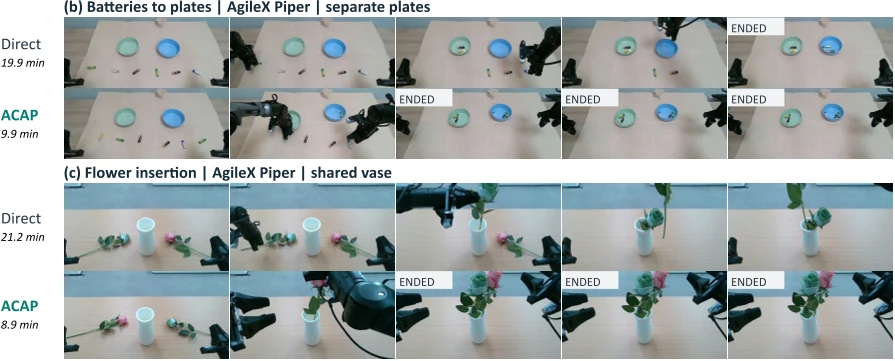 (b) Batteries to plates | AgileX Piper | separate plates
Direct
19.9 min
ENDED
ACAP
9.9 min
ENDED
ENDED
ENDED
(c) Flower insertion | AgileX Piper | shared vase
Direct
21.2 min
ACAP
8.9 min
ENDED
ENDED
ENDED